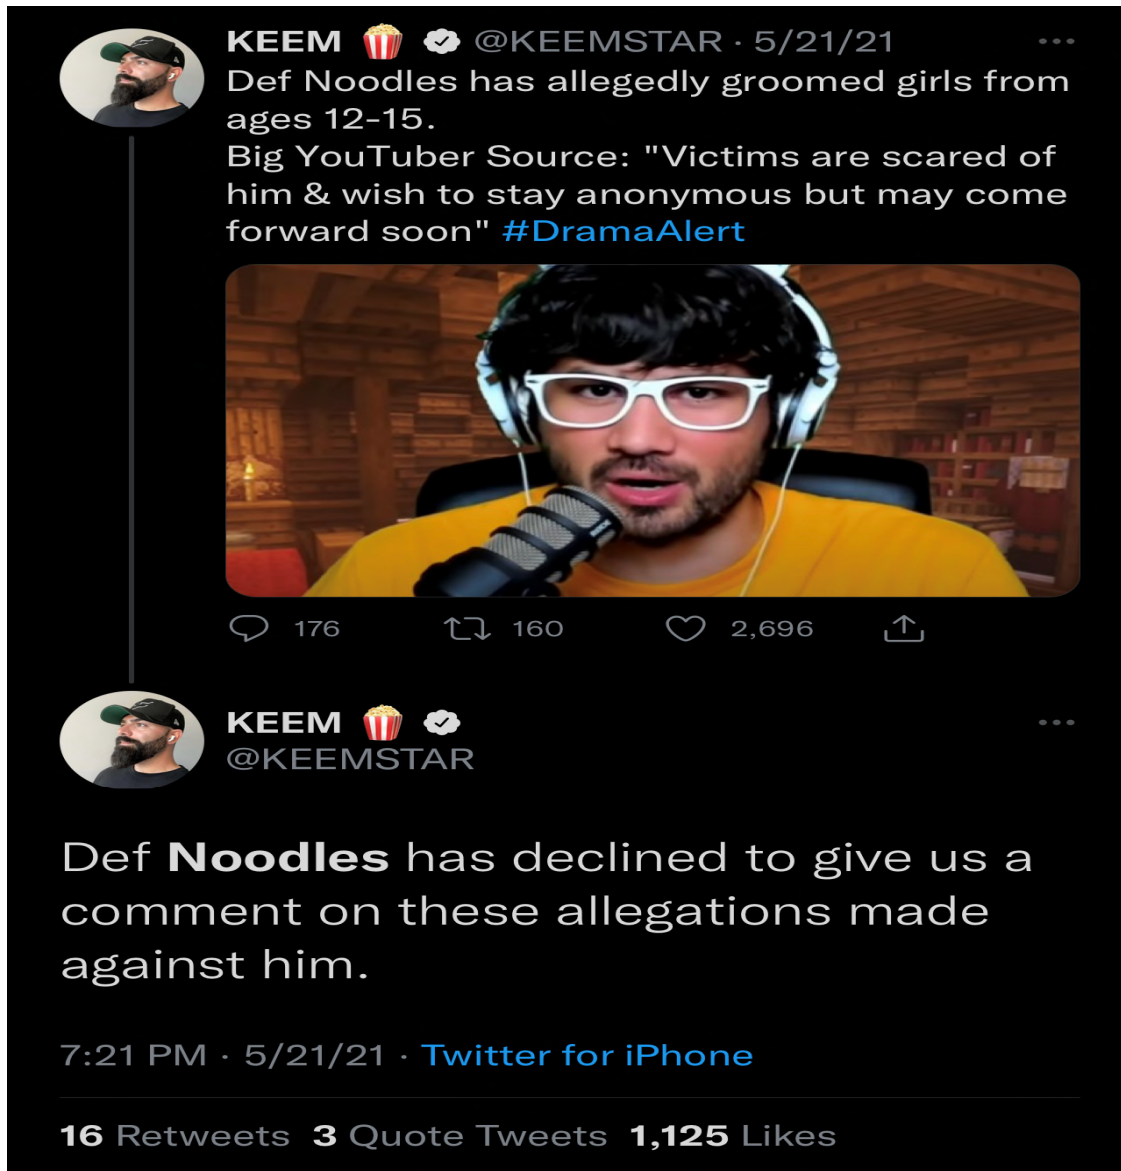 KEEM 🍿 @KEEMSTAR · 5/21/21
Def Noodles has allegedly groomed girls from
ages 12-15.
Big YouTuber Source: "Victims are scared of
him & wish to stay anonymous but may come
forward soon" #DramaAlert
176 160 2,696
KEEM 🍿
@KEEMSTAR
Def Noodles has declined to give us a
comment on these allegations made
against him.
7:21 PM · 5/21/21 · Twitter for iPhone
16 Retweets 3 Quote Tweets 1,125 Likes